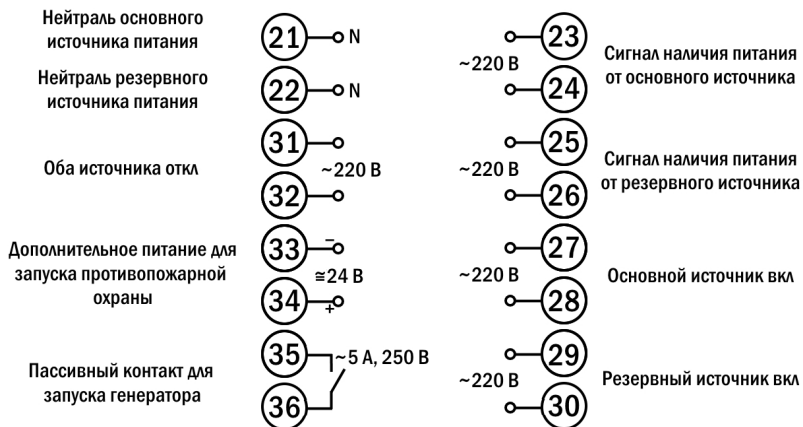 Нейтраль основного
источника питания
21
N
Нейтраль резервного
источника питания
22
N
31
Оба источника откл
~220 В
32
Дополнительное питание для
запуска противопожарной
охраны
33
−
≅24 В
34
+
Пассивный контакт для
запуска генератора
35
~5 А, 250 В
36
23
~220 В
24
Сигнал наличия питания
от основного источника
25
~220 В
26
Сигнал наличия питания
от резервного источника
27
~220 В
28
Основной источник вкл
29
~220 В
30
Резервный источник вкл